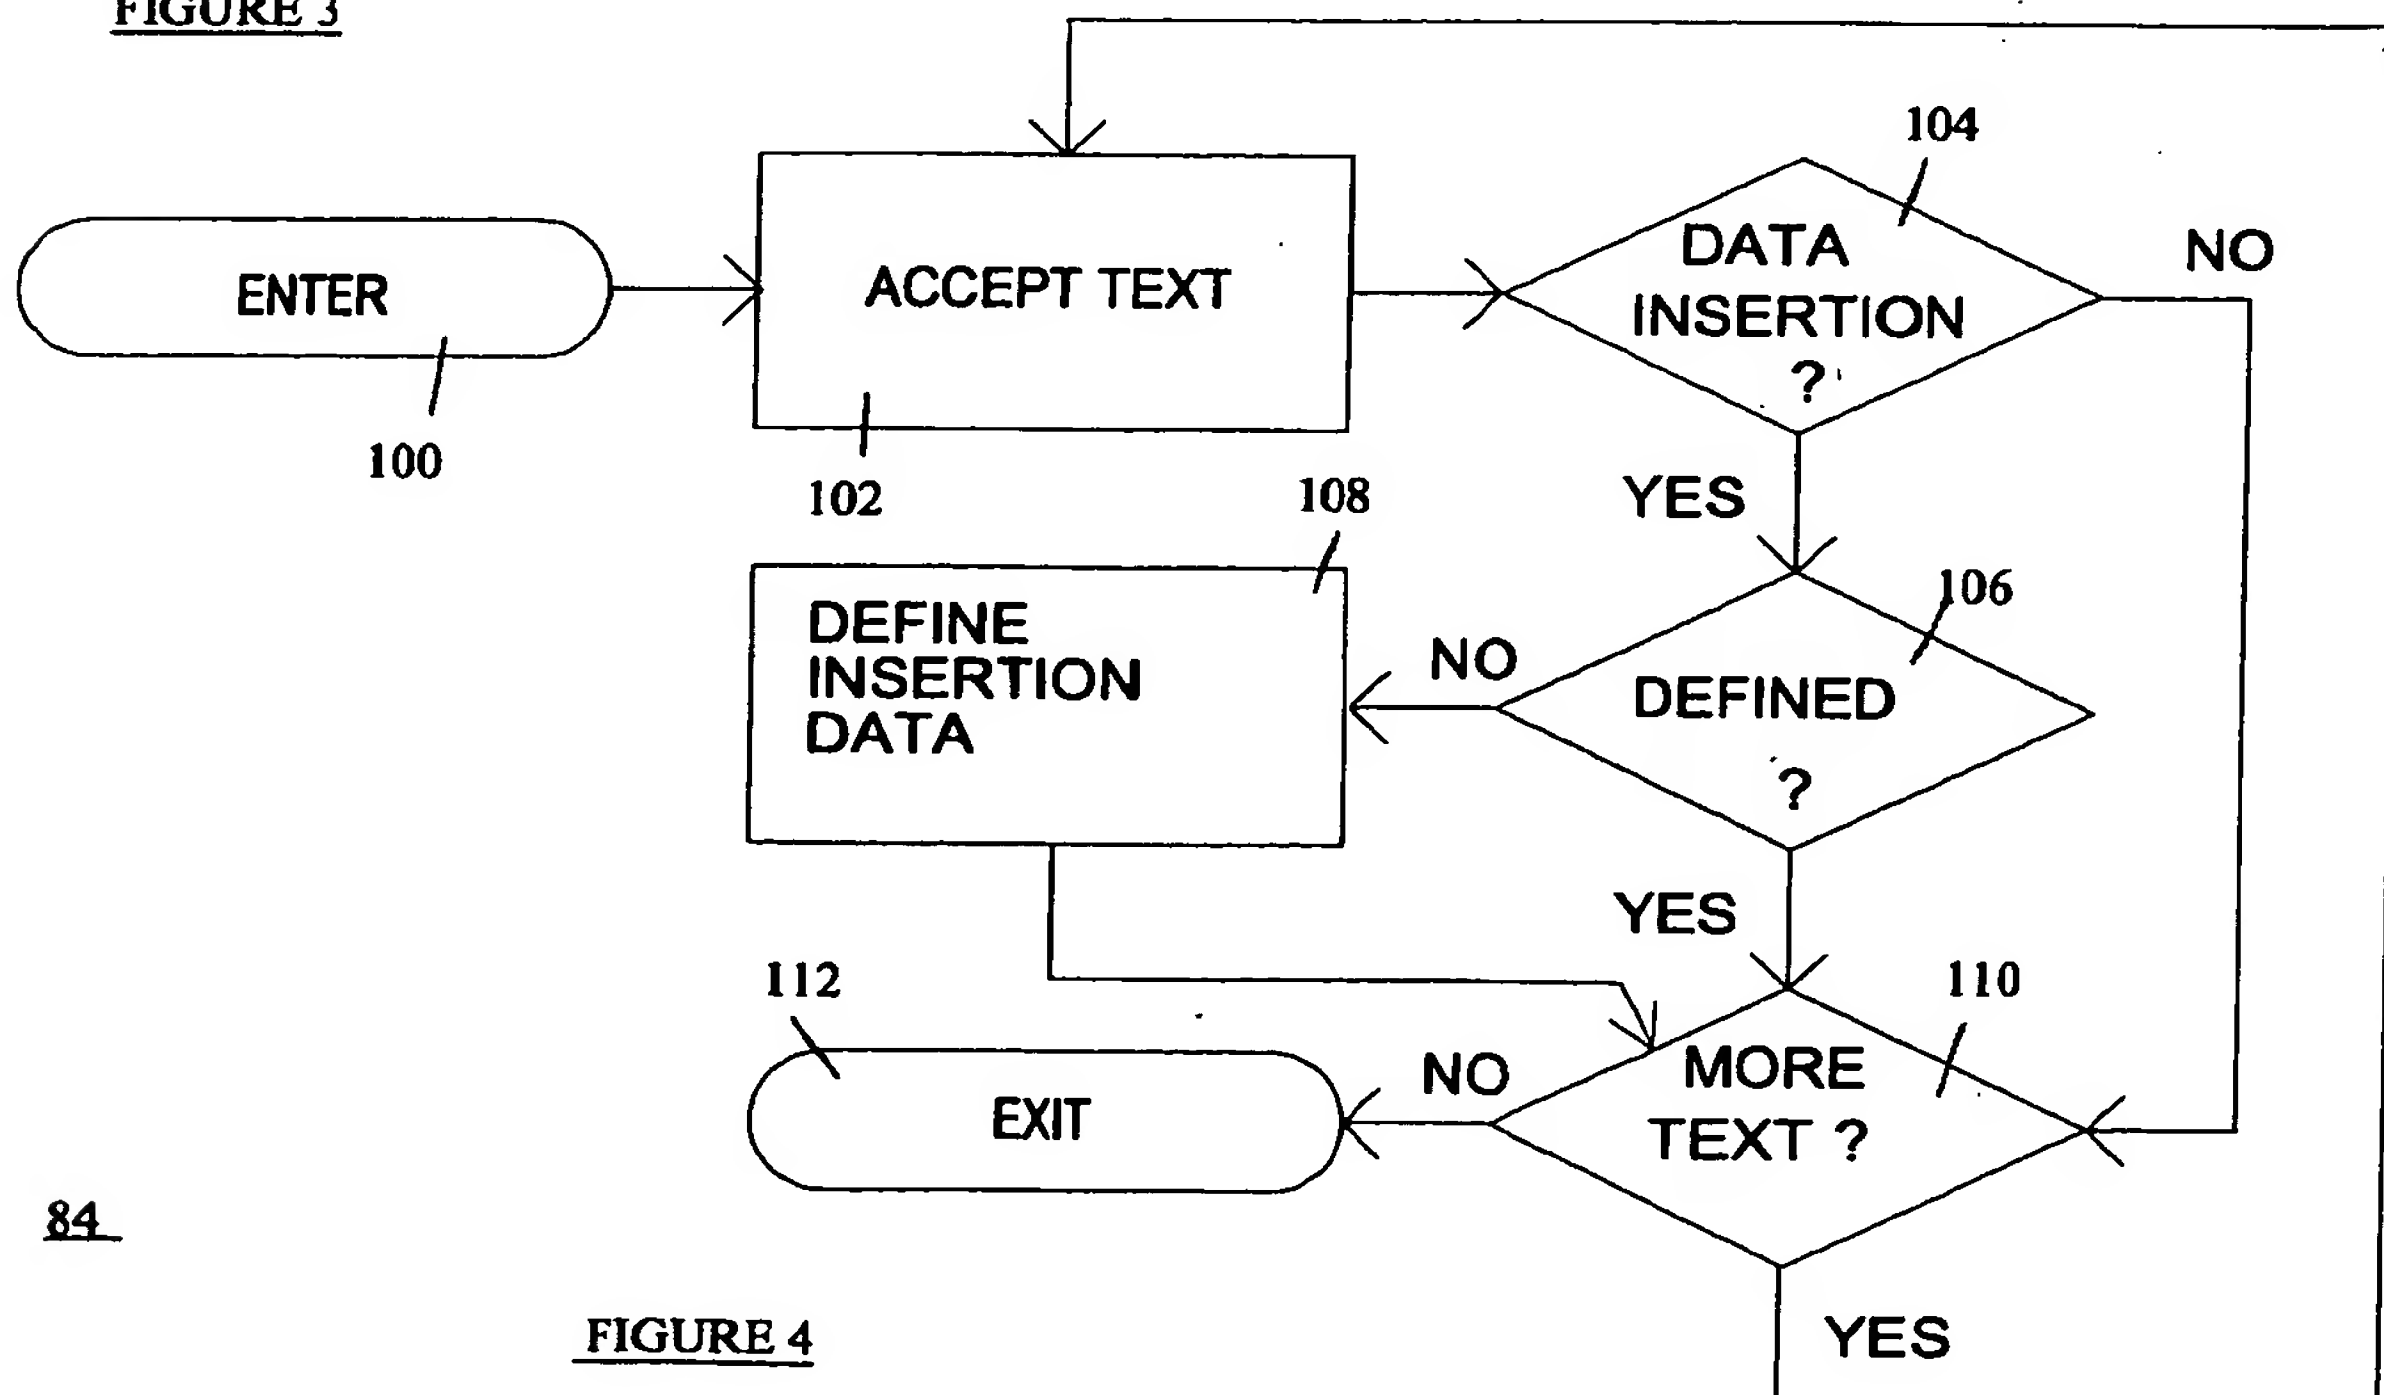 FIGURE 3
104
DATA
INSERTION
?
NO
ENTER
ACCEPT TEXT
100
102
108
YES
106
DEFINE
INSERTION
DATA
NO
DEFINED
?
YES
112
110
MORE
TEXT ?
NO
EXIT
84
FIGURE 4
YES